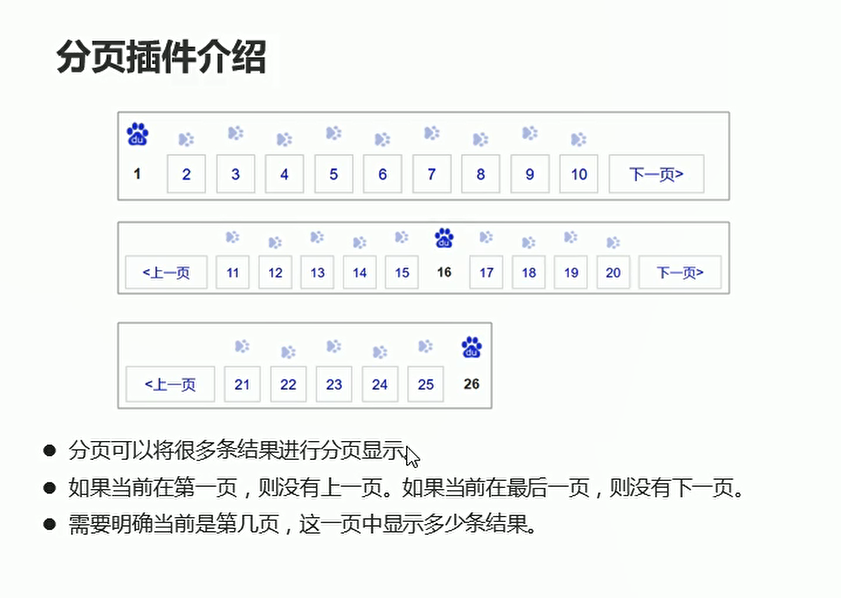 分页插件介绍
du
1 2 3 4 5 6 7 8 9 10 下一页>
du
<上一页 11 12 13 14 15 16 17 18 19 20 下一页>
du
<上一页 21 22 23 24 25 26
● 分页可以将很多条结果进行分页显示。
● 如果当前在第一页，则没有上一页。如果当前在最后一页，则没有下一页。
● 需要明确当前是第几页，这一页中显示多少条结果。